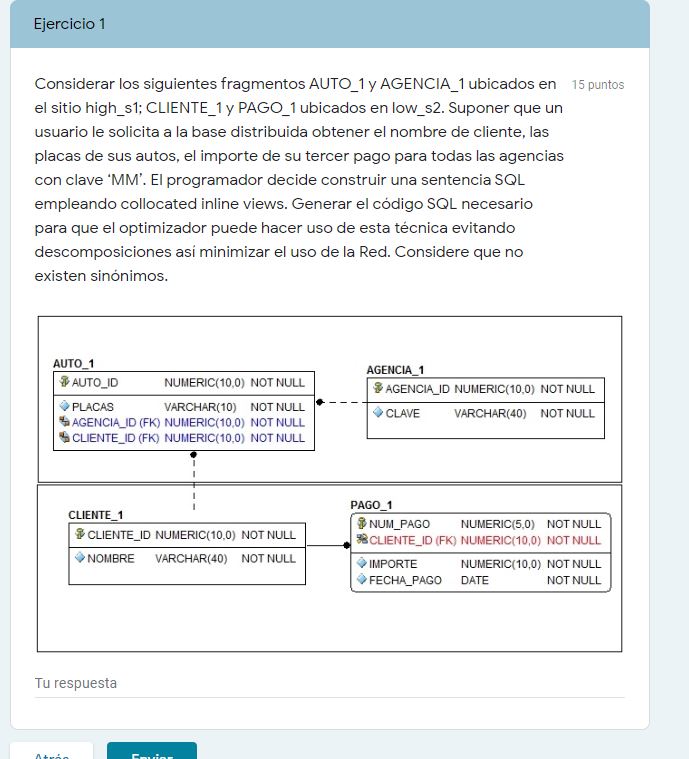 Ejercicio 1
Considerar los siguientes fragmentos AUTO_1 y AGENCIA_1 ubicados en
15 puntos
el sitio high_s1; CLIENTE_1 y PAGO_1 ubicados en low_s2. Suponer que un
usuario le solicita a la base distribuida obtener el nombre de cliente, las
placas de sus autos, el importe de su tercer pago para todas las agencias
con clave ‘MM’. El programador decide construir una sentencia SQL
empleando collocated inline views. Generar el código SQL necesario
para que el optimizador puede hacer uso de esta técnica evitando
descomposiciones así minimizar el uso de la Red. Considere que no
existen sinónimos.
AUTO_1
AUTO_ID NUMERIC(10,0) NOT NULL
PLACAS VARCHAR(10) NOT NULL
AGENCIA_ID (FK) NUMERIC(10,0) NOT NULL
CLIENTE_ID (FK) NUMERIC(10,0) NOT NULL
AGENCIA_1
AGENCIA_ID NUMERIC(10,0) NOT NULL
CLAVE VARCHAR(40) NOT NULL
CLIENTE_1
CLIENTE_ID NUMERIC(10,0) NOT NULL
NOMBRE VARCHAR(40) NOT NULL
PAGO_1
NUM_PAGO NUMERIC(5,0) NOT NULL
CLIENTE_ID (FK) NUMERIC(10,0) NOT NULL
IMPORTE NUMERIC(10,0) NOT NULL
FECHA_PAGO DATE NOT NULL
Tu respuesta
Atrás
Enviar